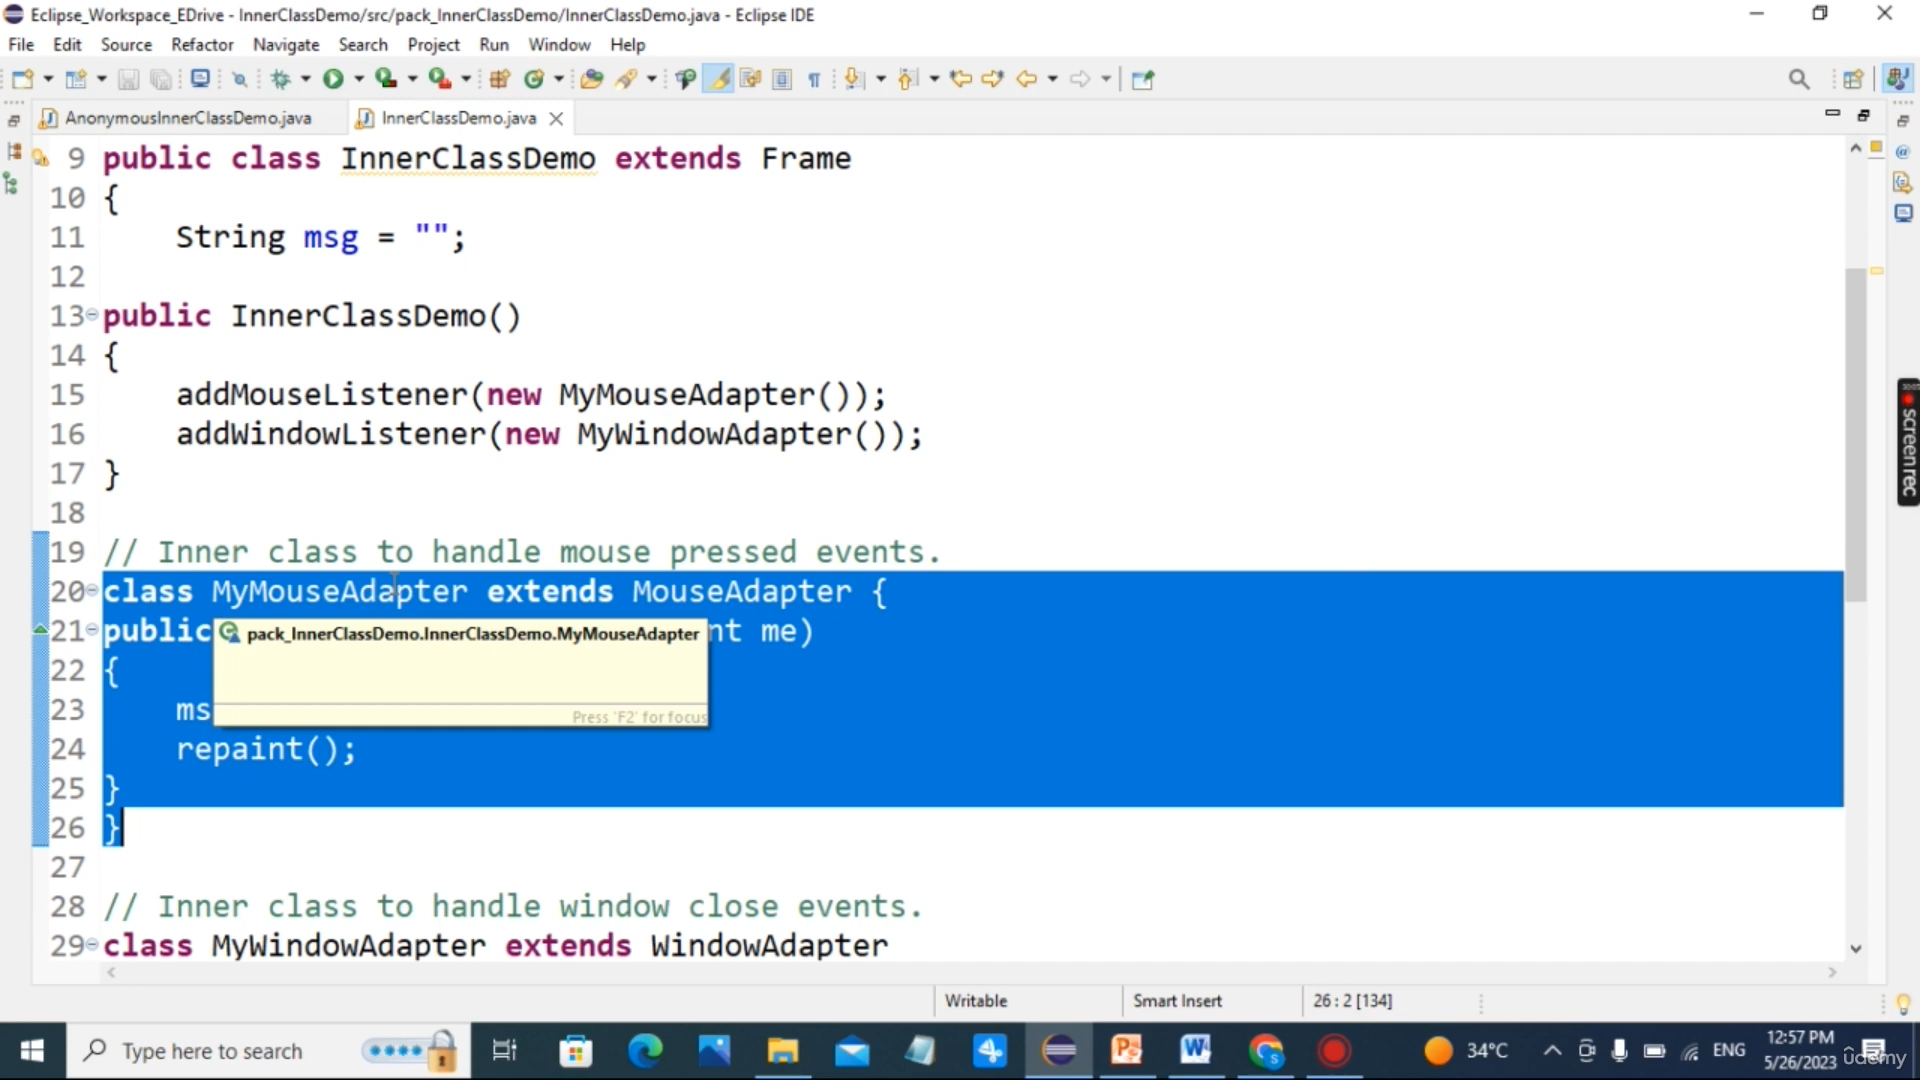 Eclipse_Workspace_EDrive - InnerClassDemo/src/pack_InnerClassDemo/InnerClassDemo.java - Eclipse IDE
File Edit Source Refactor Navigate Search Project Run Window Help
AnonymousInnerClassDemo.java InnerClassDemo.java
9 public class InnerClassDemo extends Frame
10 {
11 String msg = "";
12
13 public InnerClassDemo()
14 {
15 addMouseListener(new MyMouseAdapter());
16 addWindowListener(new MyWindowAdapter());
17 }
18
19 // Inner class to handle mouse pressed events.
20 class MyMouseAdapter extends MouseAdapter {
21 public pack_InnerClassDemo.InnerClassDemo.MyMouseAdapter nt me)
22 {
23 ms
Press 'F2' for focus
24 repaint();
25 }
26 }
27
28 // Inner class to handle window close events.
29 class MyWindowAdapter extends WindowAdapter
screenrec
Writable Smart Insert 26 : 2 [134]
Type here to search
34°C ENG 12:57 PM
5/26/2023
udemy